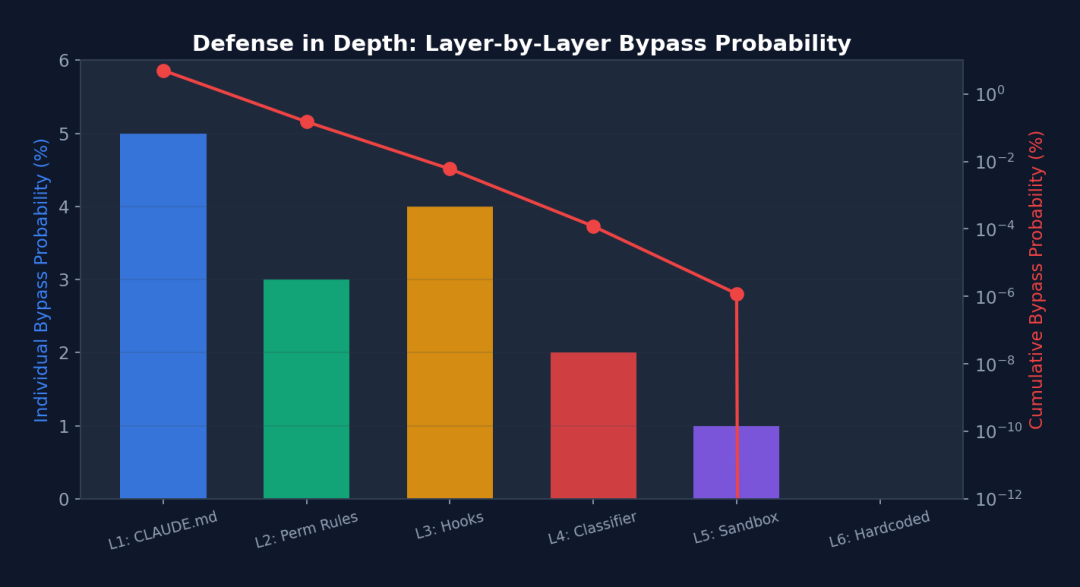 Defense in Depth: Layer-by-Layer Bypass Probability
Individual Bypass Probability (%)
6
5
4
3
2
1
0
10⁰
10⁻²
10⁻⁴
10⁻⁶
10⁻⁸
10⁻¹⁰
10⁻¹²
Cumulative Bypass Probability (%)
L1: CLAUDE.md
L2: Perm Rules
L3: Hooks
L4: Classifier
L5: Sandbox
L6: Hardcoded